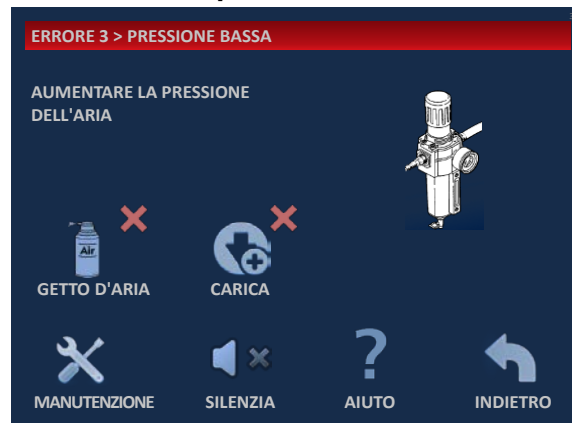 ERRORE 3 > PRESSIONE BASSA
AUMENTARE LA PRESSIONE
DELL'ARIA
Air
GETTO D'ARIA
CARICA
MANUTENZIONE
SILENZIA
AIUTO
INDIETRO